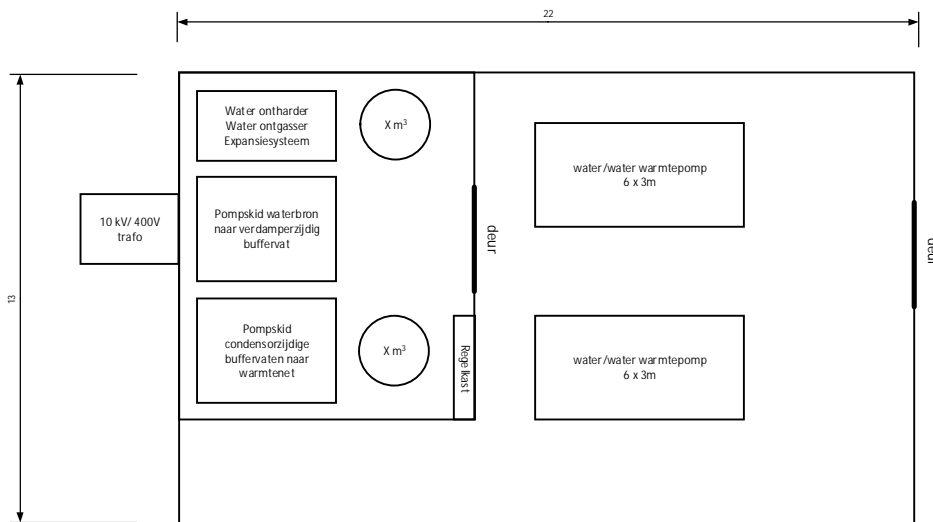 22
Water ontharder
Water ontgasser
Expansiesysteem
X m³
water/water warmtepomp
6 x 3m
10 kV/ 400V
trafo
Pompskid waterbron
naar verdamperzijdig
buffervat
deur
deur
13
Pompskid
condensorzijdige
buffervaten naar
warmtenet
X m³
Regelkast
water/water warmtepomp
6 x 3m